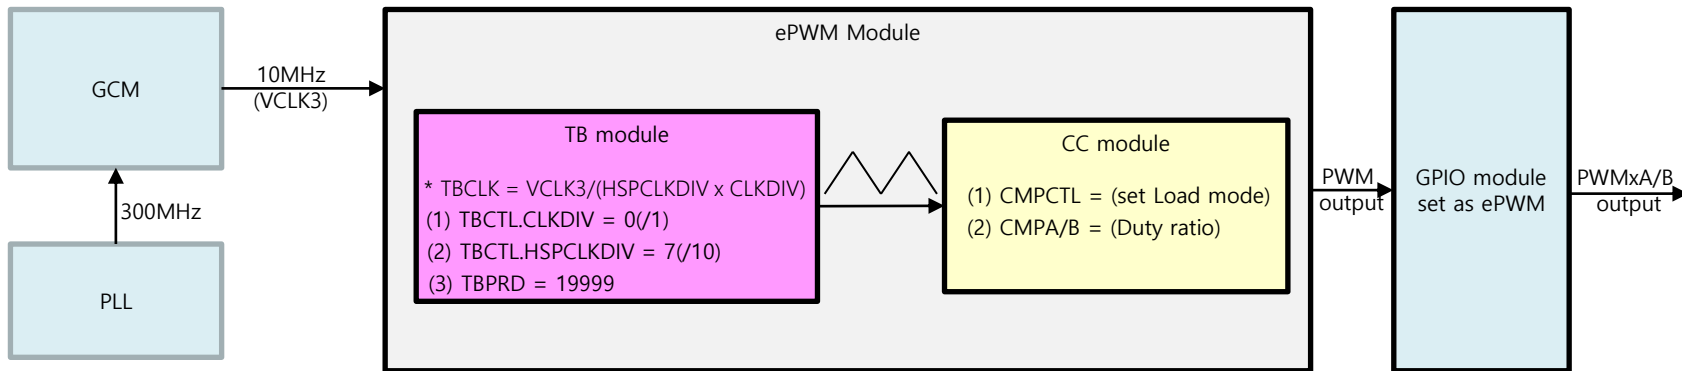 ePWM Module
GCM
10MHz
(VCLK3)
300MHz
PLL
TB module
* TBCLK = VCLK3/(HSPCLKDIV x CLKDIV)
(1) TBCTL.CLKDIV = 0(/1)
(2) TBCTL.HSPCLKDIV = 7(/10)
(3) TBPRD = 19999
CC module
(1) CMPCTL = (set Load mode)
(2) CMPA/B = (Duty ratio)
PWM
output
GPIO module
set as ePWM
PWMxA/B
output